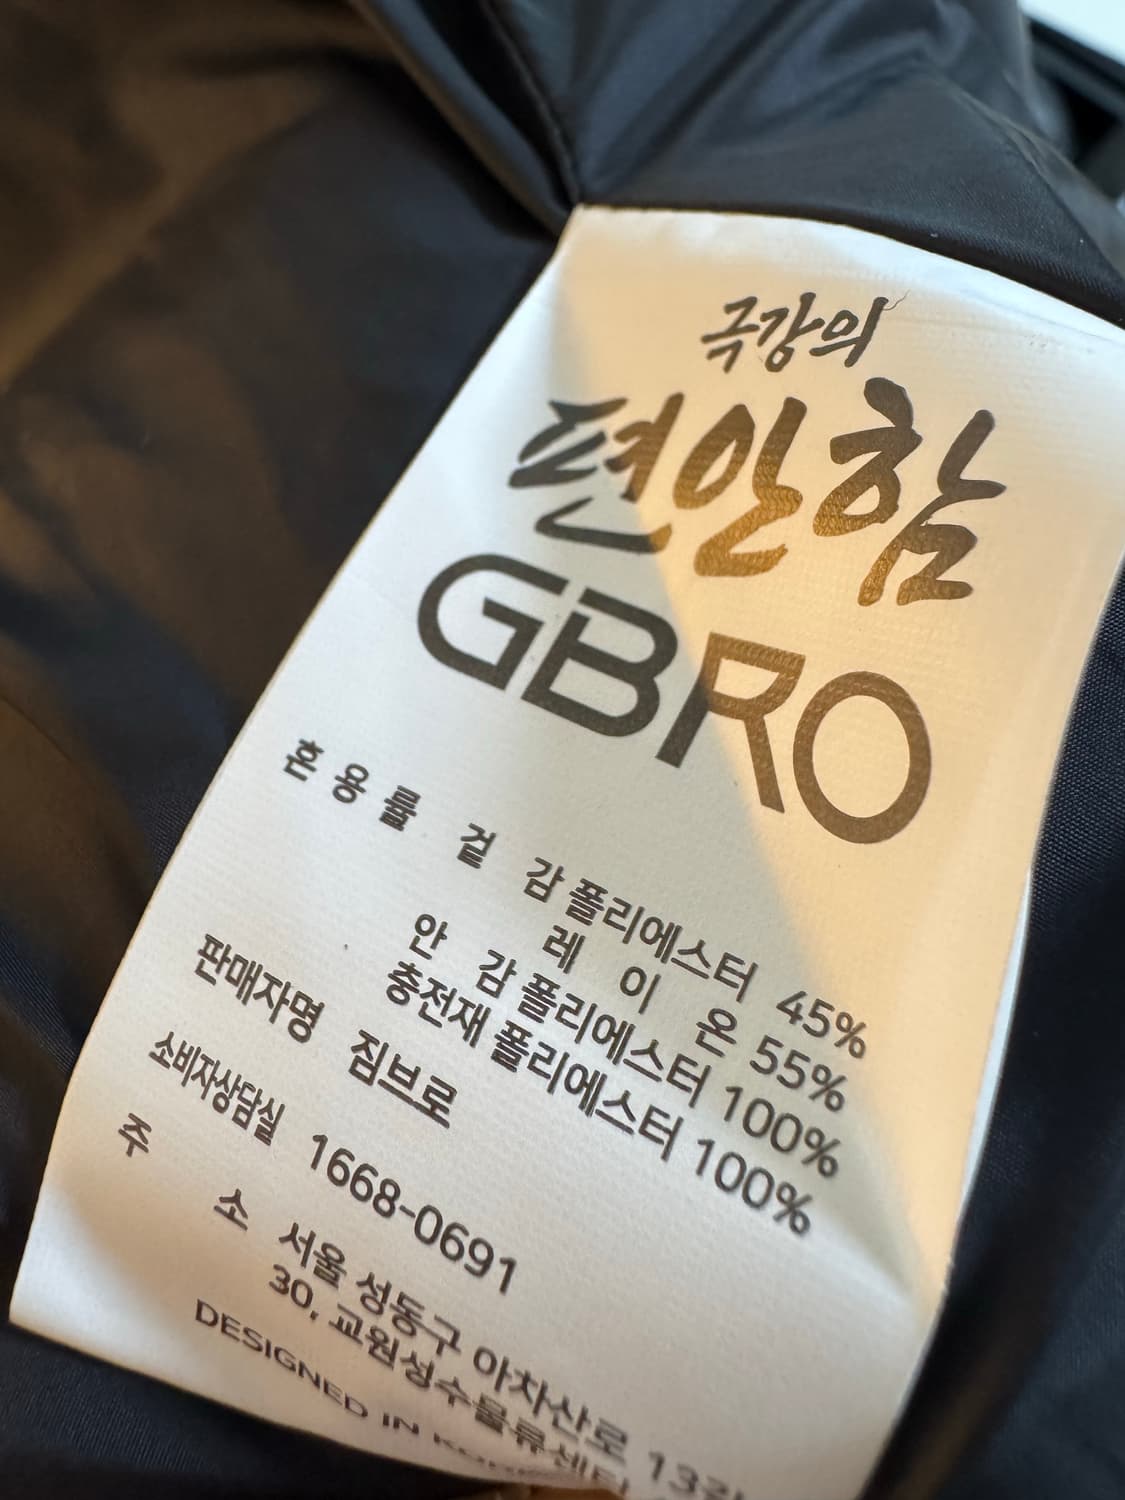 극강의
편안함
GBRO
혼용률 겉감 폴리에스터 45%
레이온 55%
안감 폴리에스터 100%
충전재 폴리에스터 100%
판매자명 짐브로
소비자상담실 1668-0691
주소 서울 성동구 아차산로 13길
30, 교원성수물류센터
DESIGNED IN KOREA